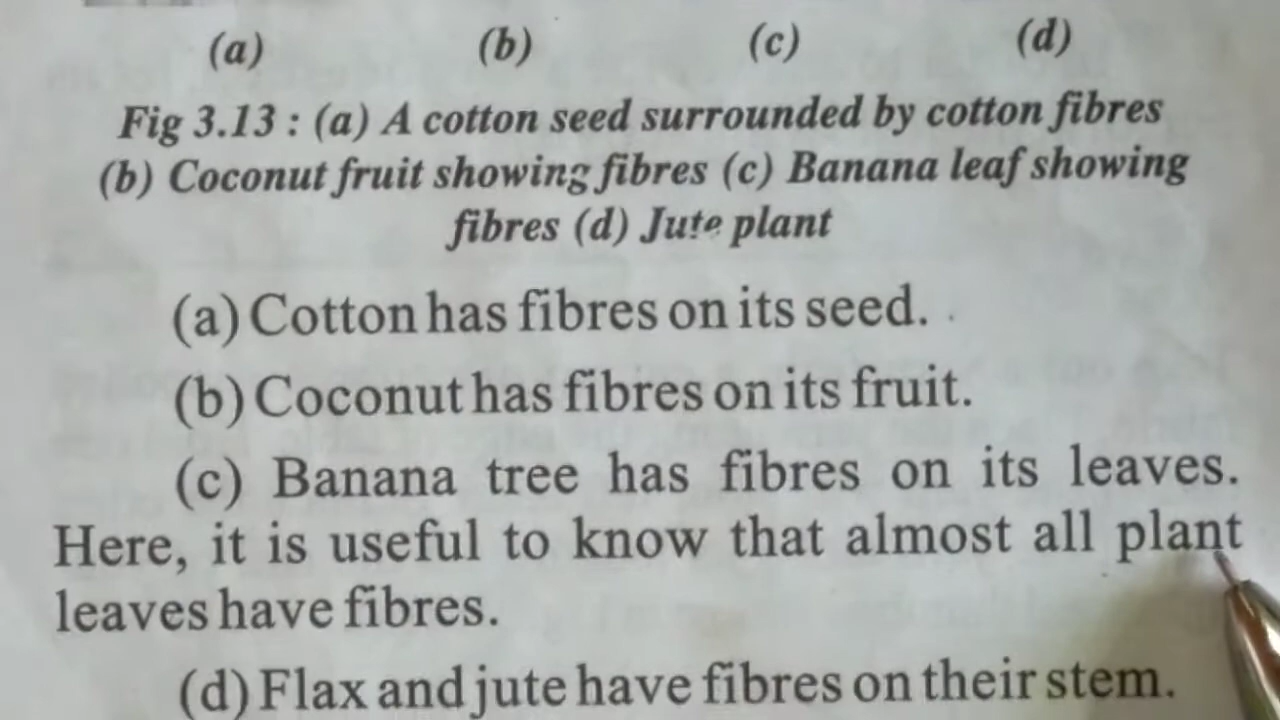 (a) (b) (c) (d)
Fig 3.13 : (a) A cotton seed surrounded by cotton fibres
(b) Coconut fruit showing fibres (c) Banana leaf showing
fibres (d) Jute plant
(a) Cotton has fibres on its seed.
(b) Coconut has fibres on its fruit.
(c) Banana tree has fibres on its leaves.
Here, it is useful to know that almost all plant
leaves have fibres.
(d) Flax and jute have fibres on their stem.